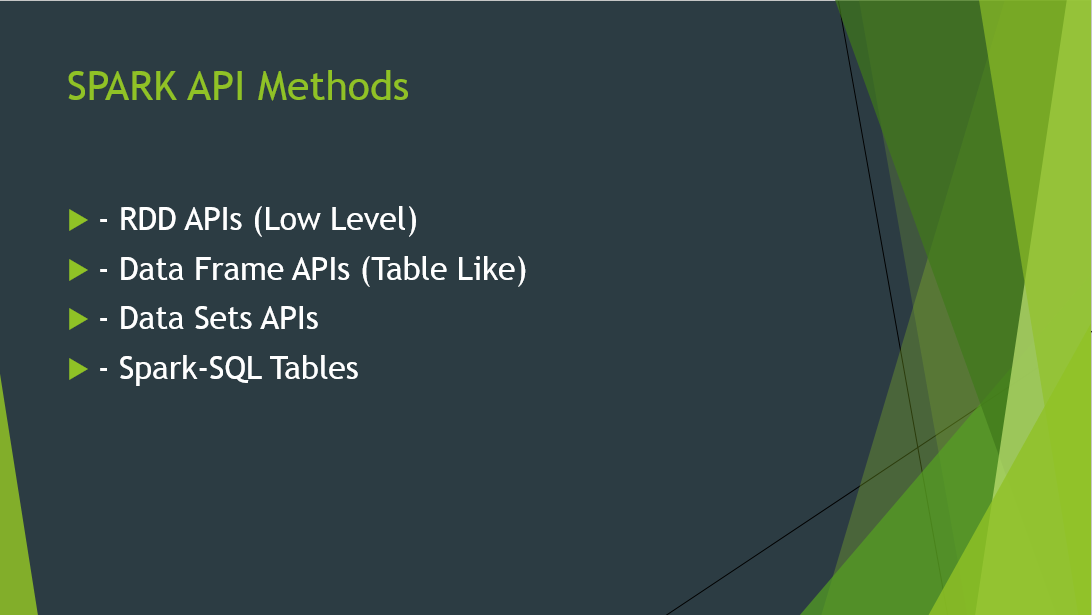 SPARK API Methods
- RDD APIs (Low Level)
- Data Frame APIs (Table Like)
- Data Sets APIs
- Spark-SQL Tables